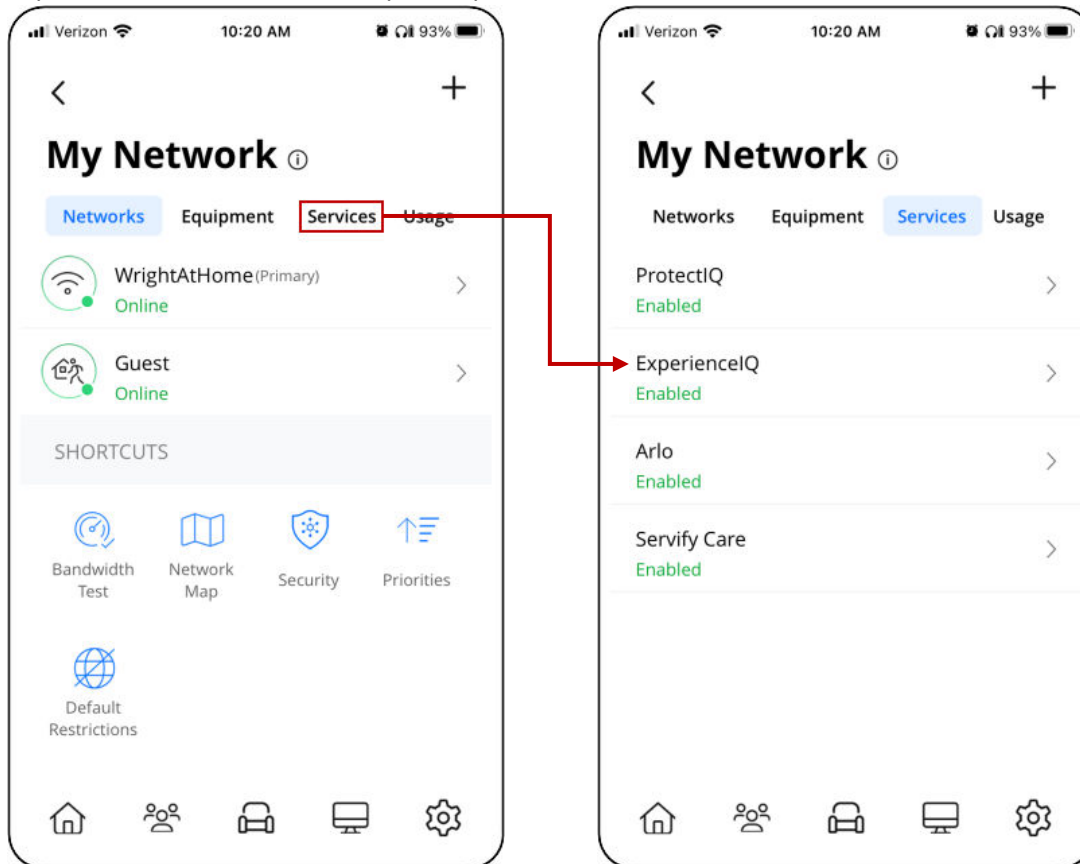 Verizon 10:20 AM 93%
My Network
Networks Equipment Services Usage
WrightAtHome (Primary)
Online
Guest
Online
SHORTCUTS
Bandwidth Test
Network Map
Security
Priorities
Default Restrictions
Verizon 10:20 AM 93%
My Network
Networks Equipment Services Usage
ProtectIQ
Enabled
ExperienceIQ
Enabled
Arlo
Enabled
Servify Care
Enabled